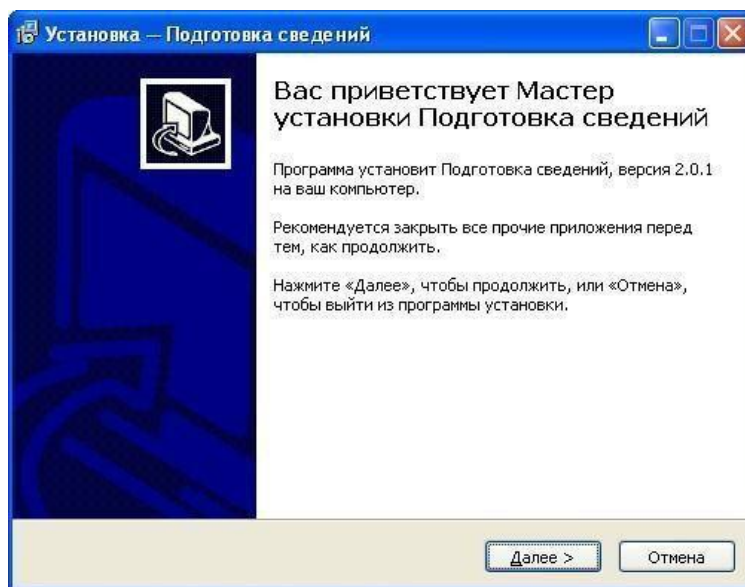 Установка — Подготовка сведений
Вас приветствует Мастер
установки Подготовка сведений
Программа установит Подготовка сведений, версия 2.0.1
на ваш компьютер.
Рекомендуется закрыть все прочие приложения перед
тем, как продолжить.
Нажмите «Далее», чтобы продолжить, или «Отмена»,
чтобы выйти из программы установки.
Далее >
Отмена